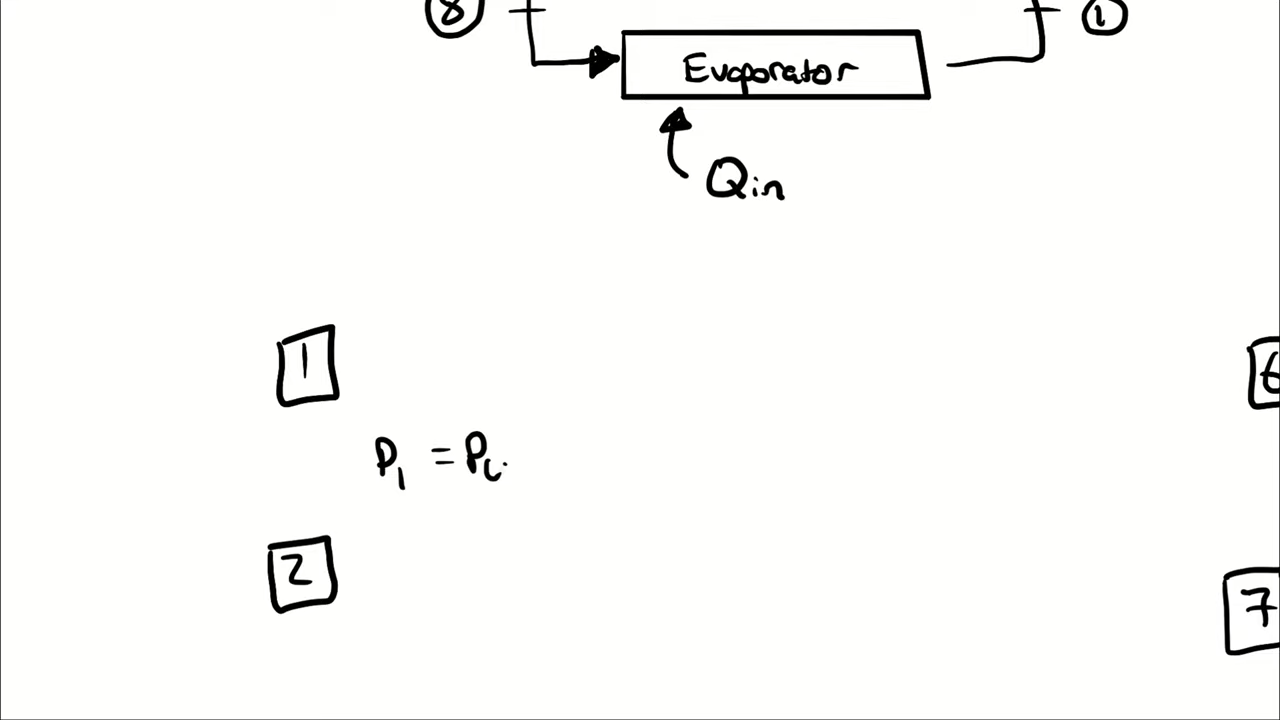 8 1
Evaporator
Qin
1 6
P₁ = PL
2
7